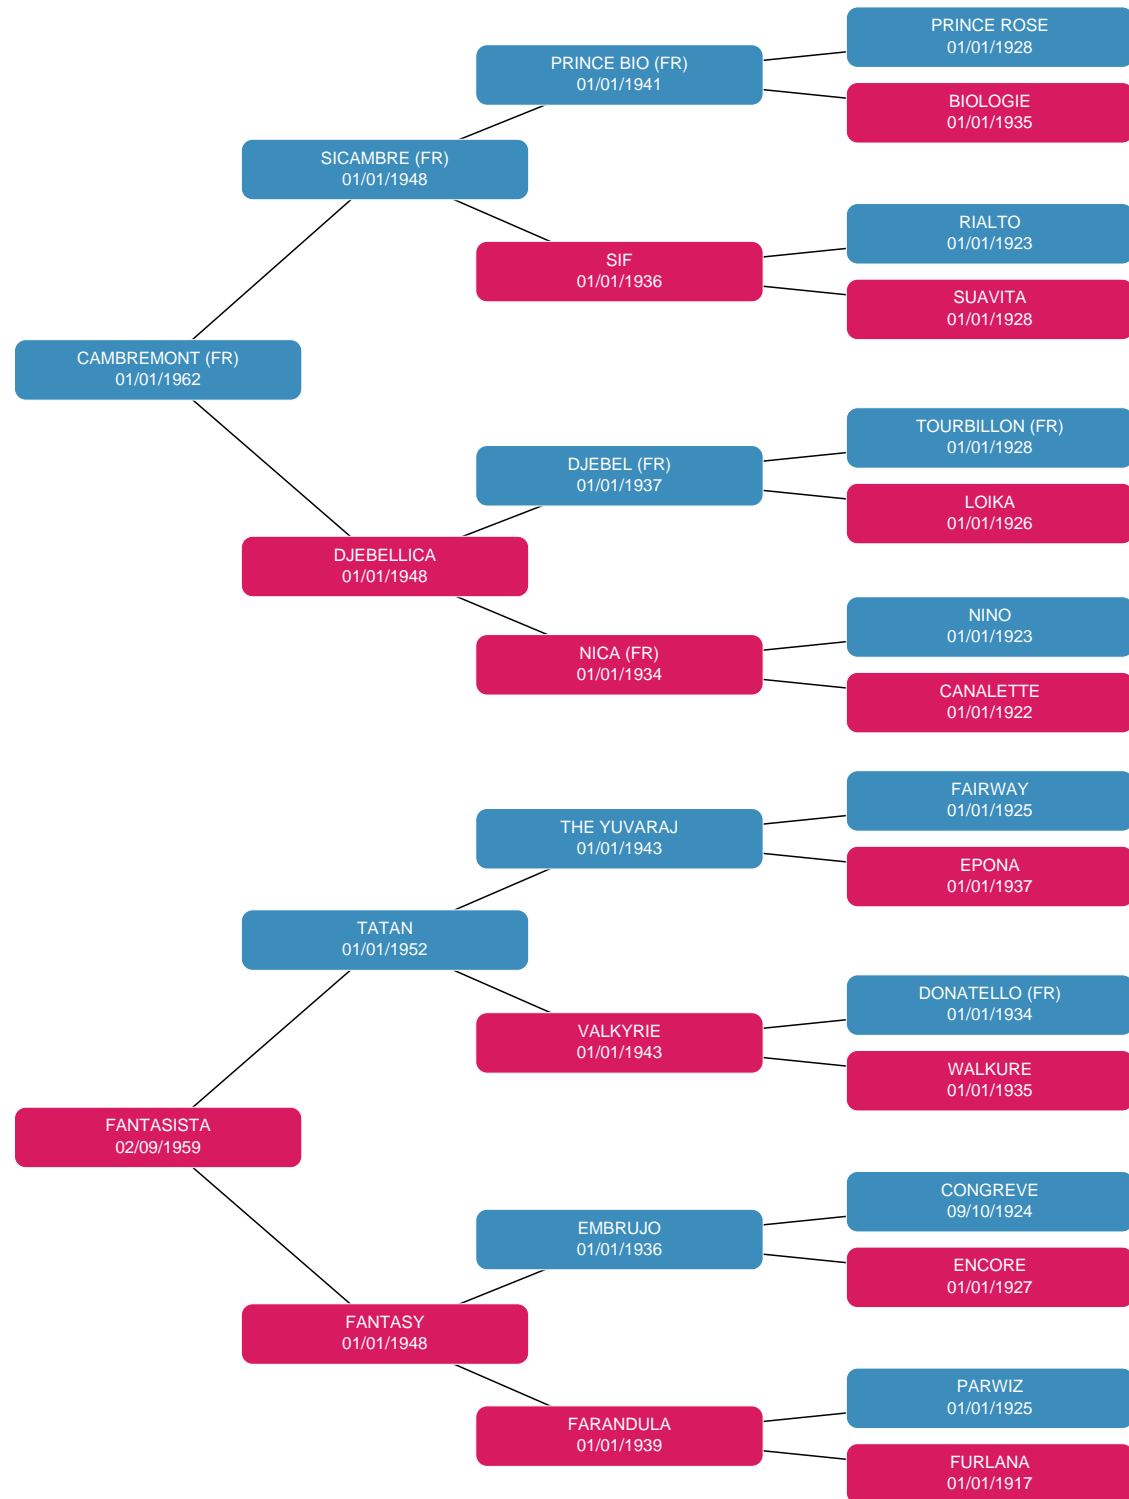 PRINCE ROSE
01/01/1928
PRINCE BIO (FR)
01/01/1941
BIOLOGIE
01/01/1935
SICAMBRE (FR)
01/01/1948
RIALTO
01/01/1923
SIF
01/01/1936
SUAVITA
01/01/1928
CAMBREMONT (FR)
01/01/1962
TOURBILLON (FR)
01/01/1928
DJEBEL (FR)
01/01/1937
LOIKA
01/01/1926
DJEBELLICA
01/01/1948
NINO
01/01/1923
NICA (FR)
01/01/1934
CANALETTE
01/01/1922
FAIRWAY
01/01/1925
THE YUVARAJ
01/01/1943
EPONA
01/01/1937
TATAN
01/01/1952
DONATELLO (FR)
01/01/1934
VALKYRIE
01/01/1943
WALKURE
01/01/1935
FANTASISTA
02/09/1959
CONGREVE
09/10/1924
EMBRUJO
01/01/1936
ENCORE
01/01/1927
FANTASY
01/01/1948
PARWIZ
01/01/1925
FARANDULA
01/01/1939
FURLANA
01/01/1917